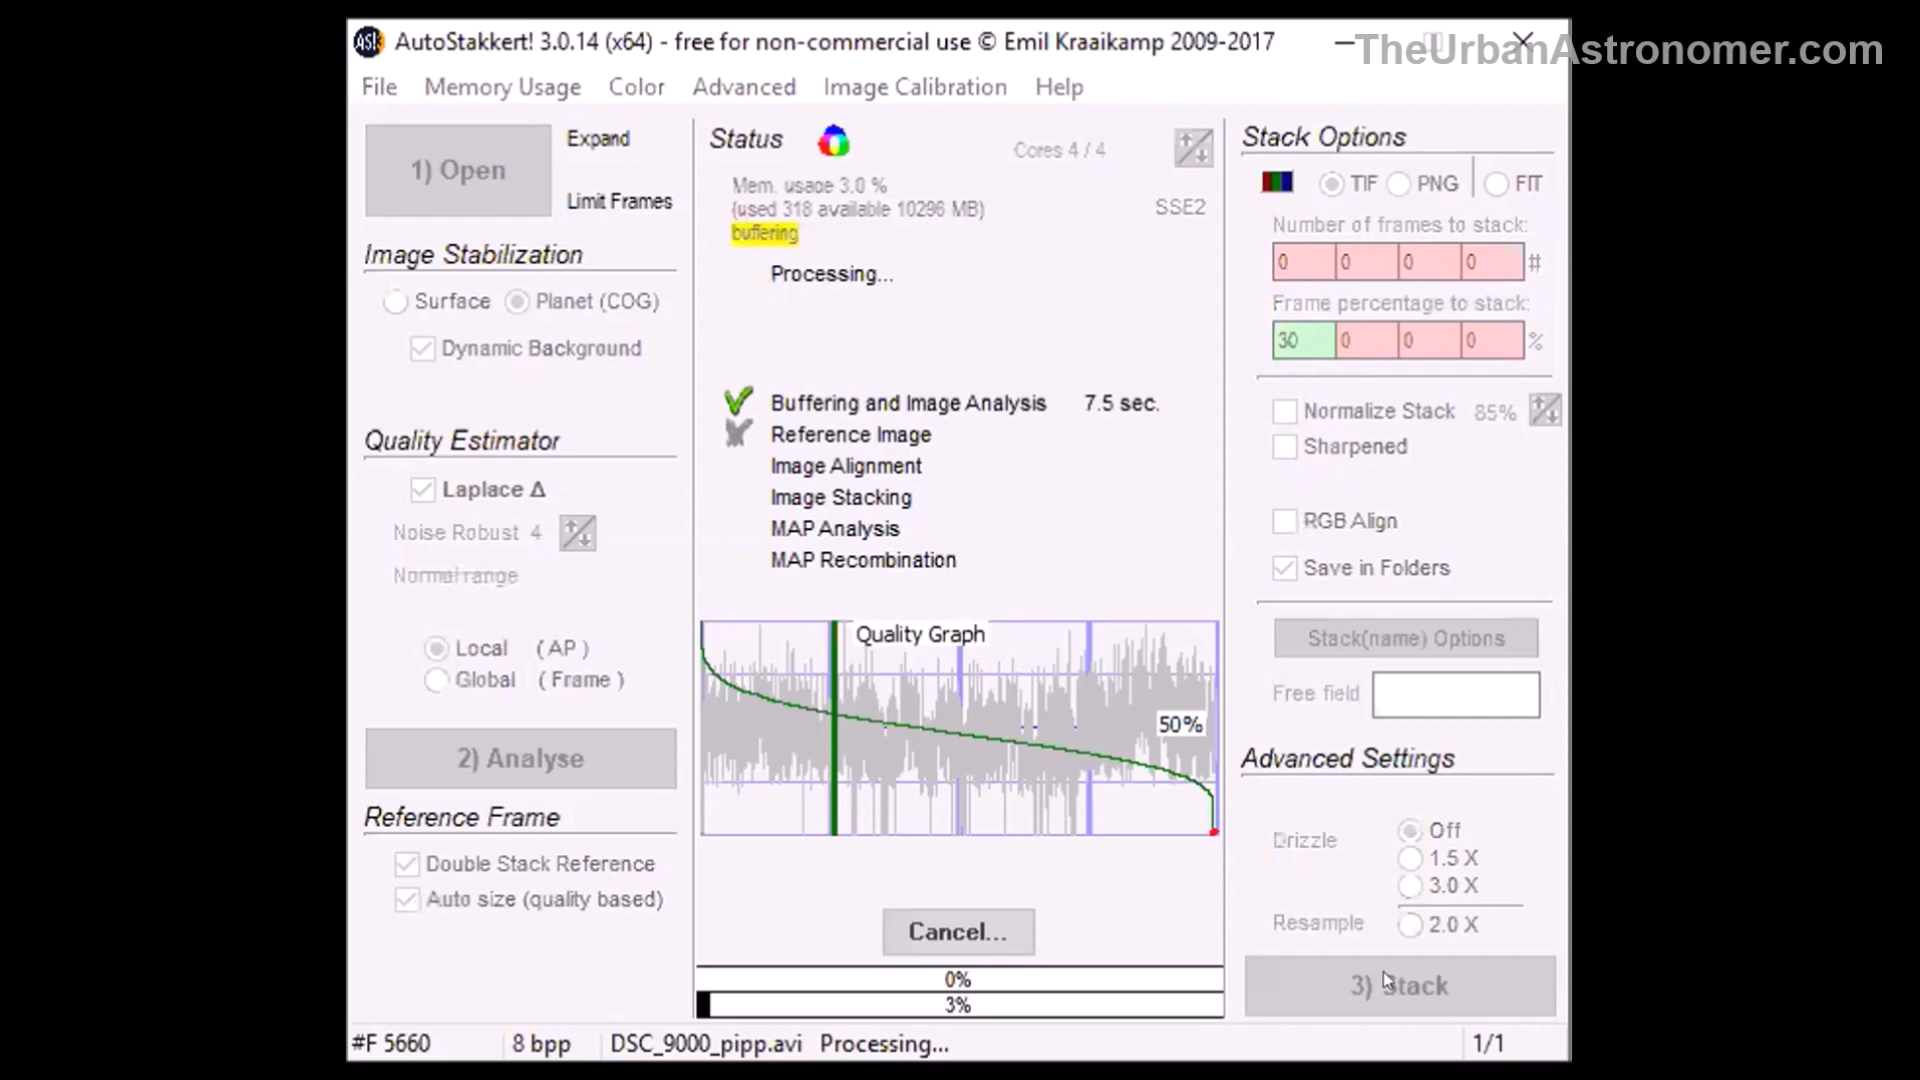 AutoStakkert! 3.0.14 (x64) - free for non-commercial use © Emil Kraaikamp 2009-2017
TheUrbanAstronomer.com
File Memory Usage Color Advanced Image Calibration Help
1) Open
Expand
Limit Frames
Image Stabilization
Surface Planet (COG)
Dynamic Background
Quality Estimator
Laplace Δ
Noise Robust 4
Normal range
Local (AP)
Global (Frame)
2) Analyse
Reference Frame
Double Stack Reference
Auto size (quality based)
Status
Cores 4 / 4
Mem. usage 3.0 %
(used 318 available 10296 MB)
SSE2
buffering
Processing...
Buffering and Image Analysis 7.5 sec.
Reference Image
Image Alignment
Image Stacking
MAP Analysis
MAP Recombination
Quality Graph
50%
Cancel...
0%
3%
Stack Options
TIF PNG FIT
Number of frames to stack:
0 0 0 0 #
Frame percentage to stack:
30 0 0 0 %
Normalize Stack 85%
Sharpened
RGB Align
Save in Folders
Stack(name) Options
Free field
Advanced Settings
Drizzle
Off
1.5 X
3.0 X
Resample 2.0 X
3) Stack
#F 5660 8 bpp DSC_9000_pipp.avi Processing... 1/1